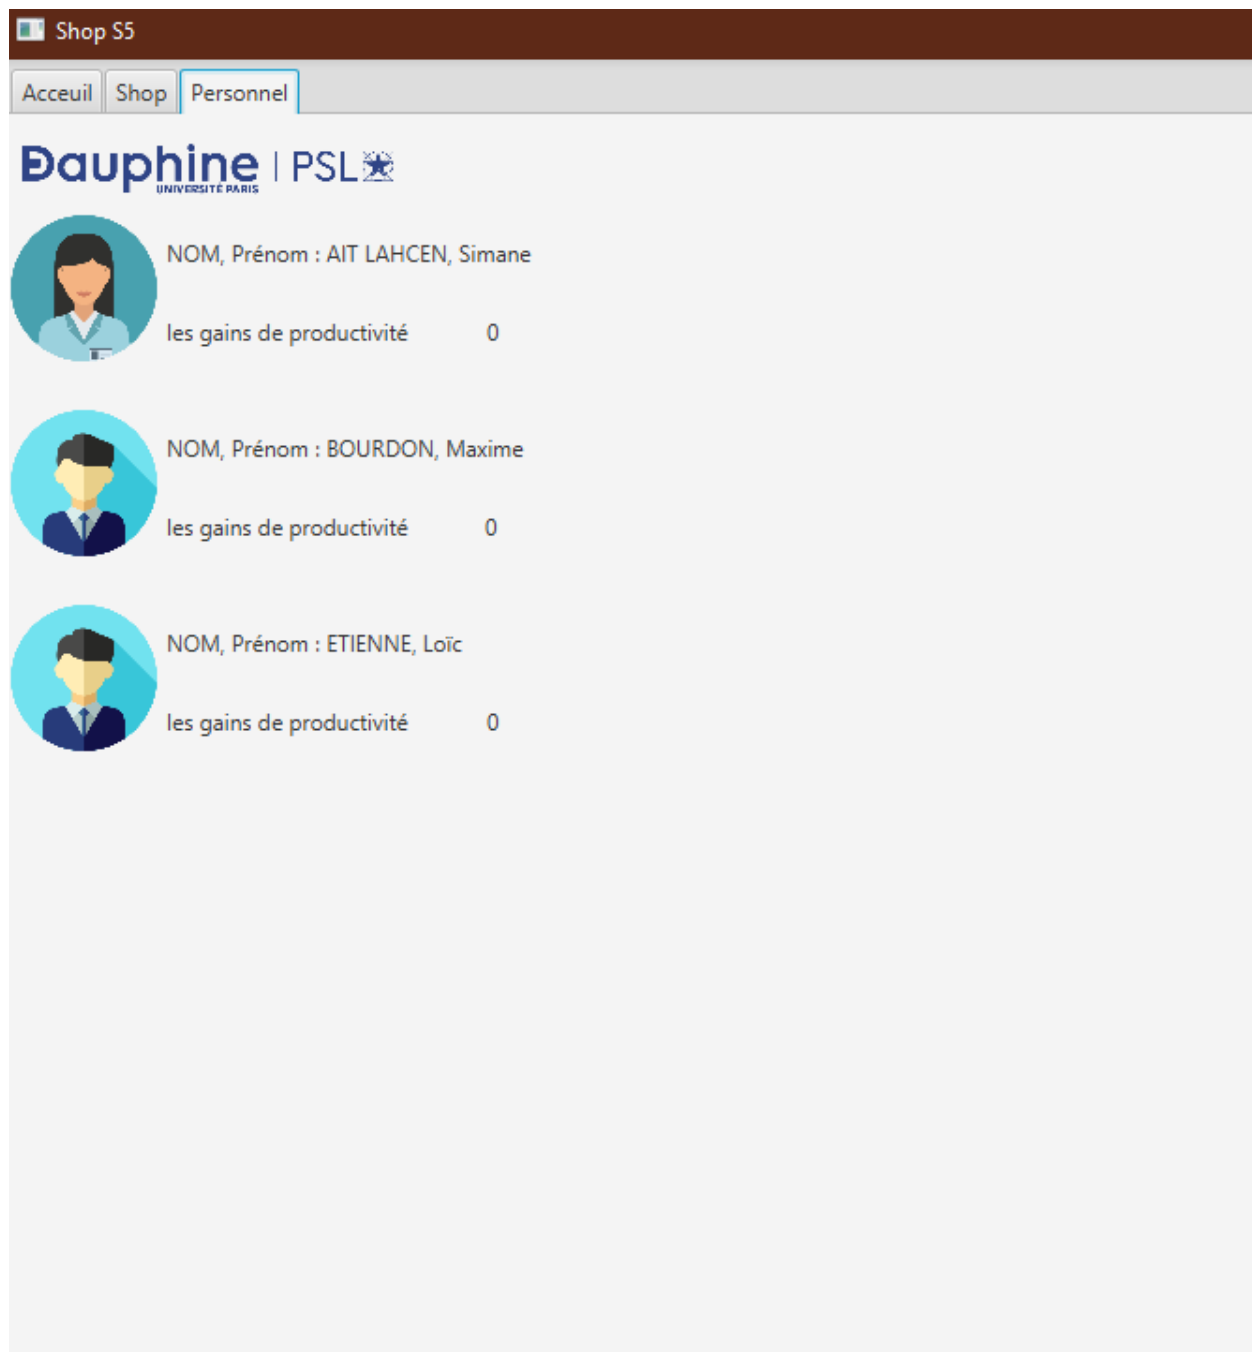 Shop S5
Acceuil Shop Personnel
Dauphine | PSL
UNIVERSITÉ PARIS
NOM, Prénom : AIT LAHCEN, Simane
les gains de productivité 0
NOM, Prénom : BOURDON, Maxime
les gains de productivité 0
NOM, Prénom : ETIENNE, Loïc
les gains de productivité 0